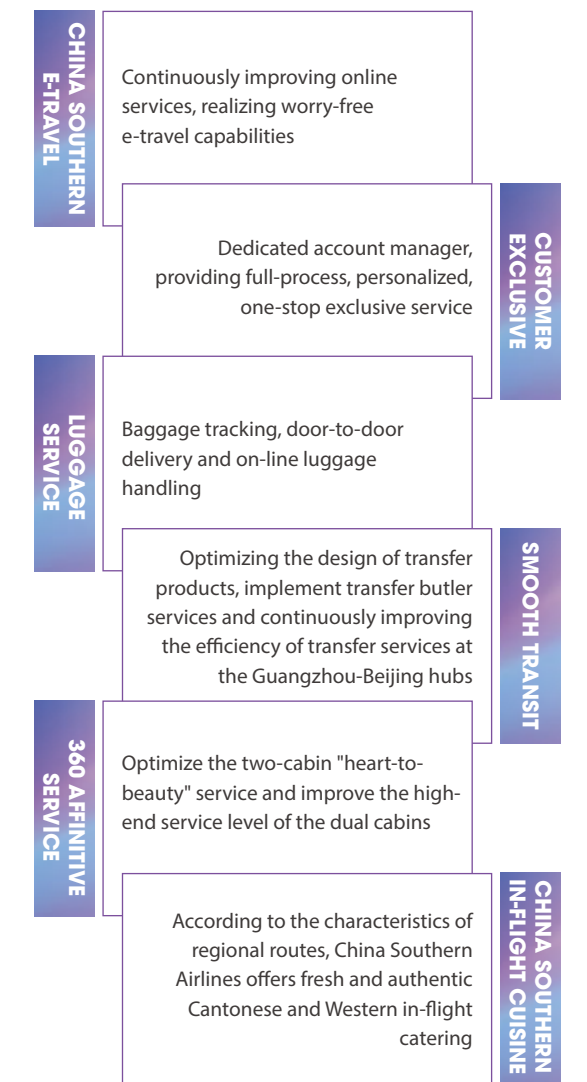 CHINA SOUTHERN
E-TRAVEL
Continuously improving online
services, realizing worry-free
e-travel capabilities
CUSTOMER
EXCLUSIVE
Dedicated account manager,
providing full-process, personalized,
one-stop exclusive service
LUGGAGE
SERVICE
Baggage tracking, door-to-door
delivery and on-line luggage
handling
SMOOTH TRANSIT
Optimizing the design of transfer
products, implement transfer butler
services and continuously improving
the efficiency of transfer services at
the Guangzhou-Beijing hubs
360 AFFINITIVE
SERVICE
Optimize the two-cabin "heart-to-
beauty" service and improve the high-
end service level of the dual cabins
CHINA SOUTHERN
IN-FLIGHT CUISINE
According to the characteristics of
regional routes, China Southern
Airlines offers fresh and authentic
Cantonese and Western in-flight
catering